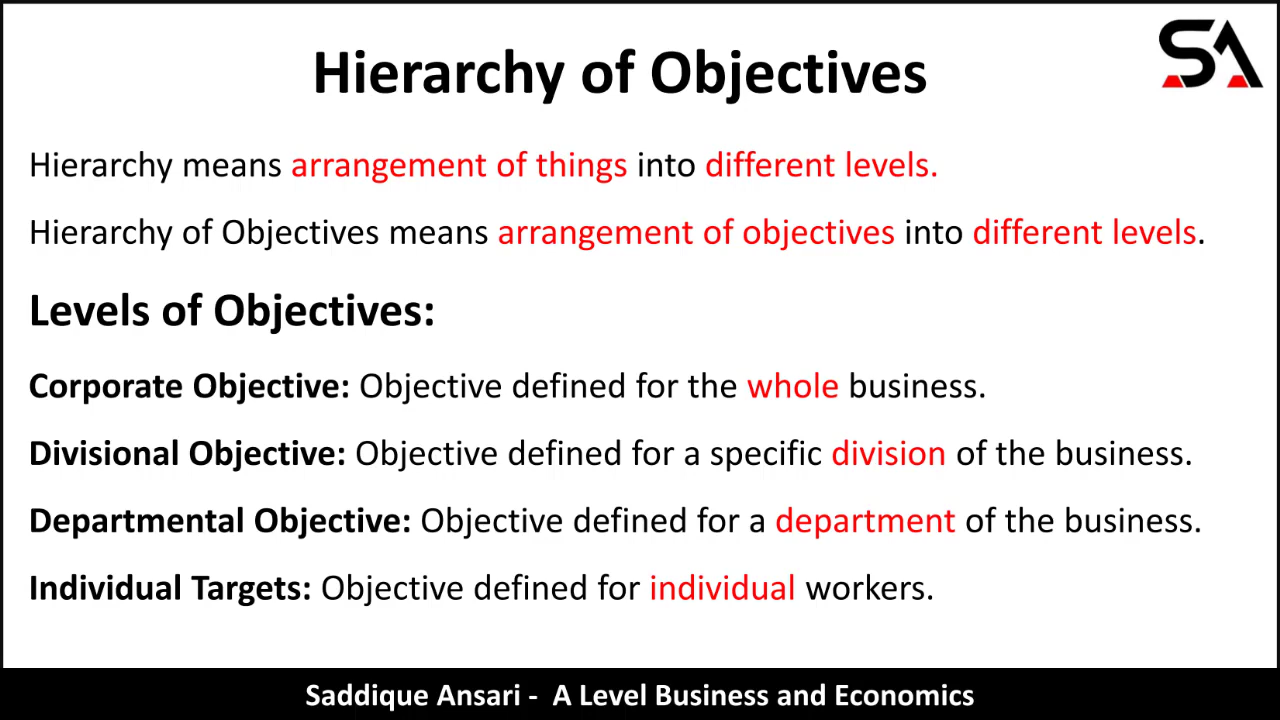 Hierarchy of Objectives
SA
Hierarchy means arrangement of things into different levels.
Hierarchy of Objectives means arrangement of objectives into different levels.
Levels of Objectives:
Corporate Objective: Objective defined for the whole business.
Divisional Objective: Objective defined for a specific division of the business.
Departmental Objective: Objective defined for a department of the business.
Individual Targets: Objective defined for individual workers.
Saddique Ansari -  A Level Business and Economics